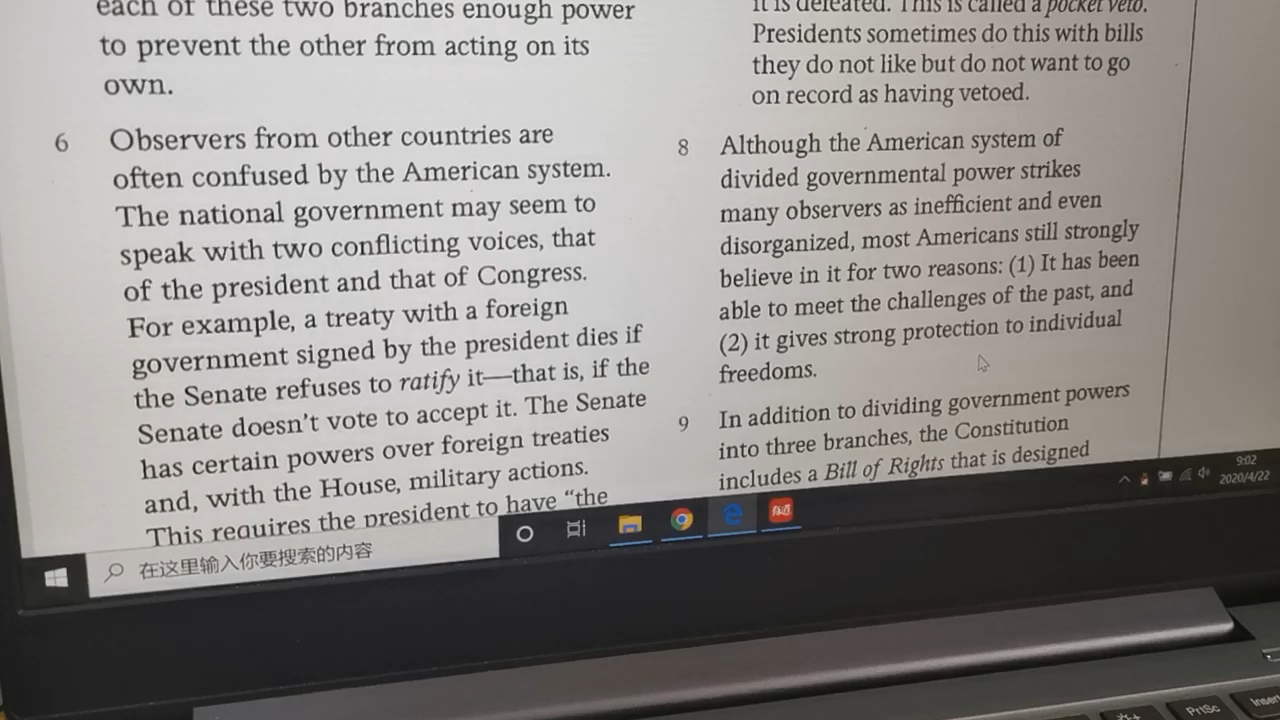 each of these two branches enough power
to prevent the other from acting on its
own.
6 Observers from other countries are
often confused by the American system.
The national government may seem to
speak with two conflicting voices, that
of the president and that of Congress.
For example, a treaty with a foreign
government signed by the president dies if
the Senate refuses to ratify it—that is, if the
Senate doesn't vote to accept it. The Senate
has certain powers over foreign treaties
and, with the House, military actions.
This requires the president to have "the
it is defeated. This is called a pocket veto.
Presidents sometimes do this with bills
they do not like but do not want to go
on record as having vetoed.
8 Although the American system of
divided governmental power strikes
many observers as inefficient and even
disorganized, most Americans still strongly
believe in it for two reasons: (1) It has been
able to meet the challenges of the past, and
(2) it gives strong protection to individual
freedoms.
9 In addition to dividing government powers
into three branches, the Constitution
includes a Bill of Rights that is designed
在这里输入你要搜索的内容
有道
9:02
2020/4/22
PrtSc
Insert